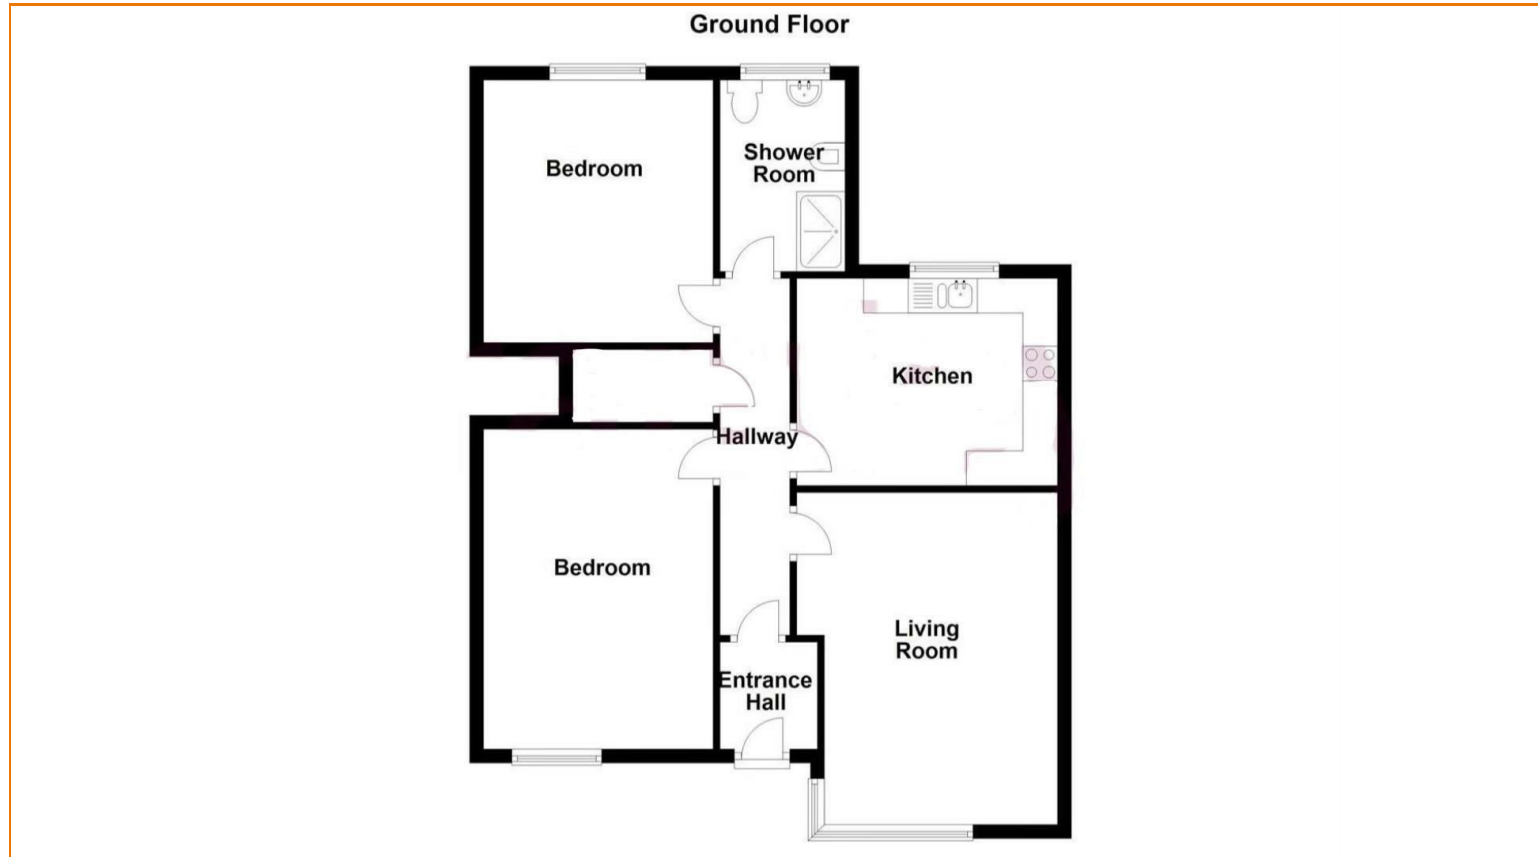 Ground Floor
Bedroom
Shower
Room
Kitchen
Hallway
Bedroom
Living
Room
Entrance
Hall